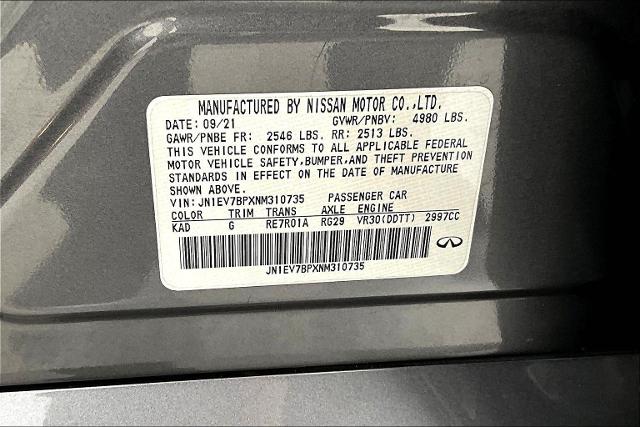 MANUFACTURED BY NISSAN MOTOR CO.,LTD.
DATE: 09/21 GVWR/PNBV: 4980 LBS.
GAWR/PNBE FR: 2546 LBS. RR: 2513 LBS.
THIS VEHICLE CONFORMS TO ALL APPLICABLE FEDERAL
MOTOR VEHICLE SAFETY,BUMPER,AND THEFT PREVENTION
STANDARDS IN EFFECT ON THE DATE OF MANUFACTURE
SHOWN ABOVE.
VIN: JN1EV7BPXNM310735 PASSENGER CAR
COLOR TRIM TRANS AXLE ENGINE
KAD G RE7R01A RG29 VR30(DDTT) 2997CC
JN1EV7BPXNM310735